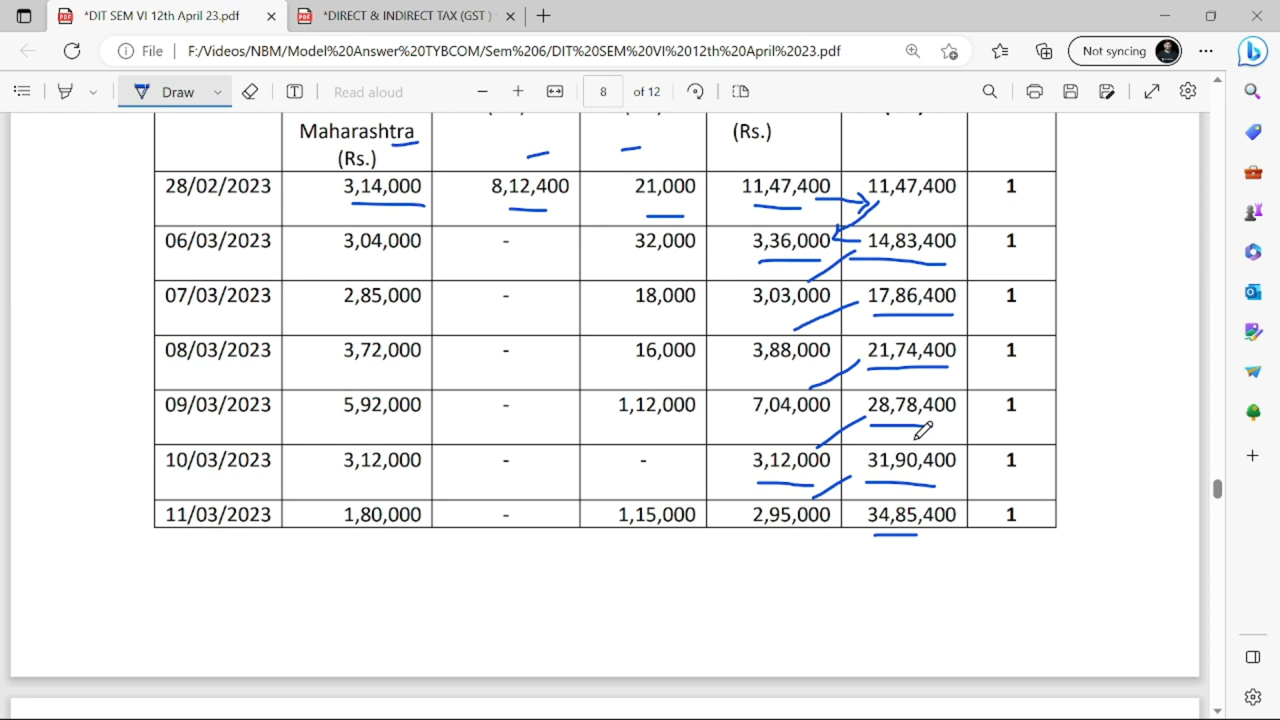 *DIT SEM VI 12th April 23.pdf
*DIRECT & INDIRECT TAX (GST )
File F:/Videos/NBM/Model%20Answer%20TYBCOM/Sem%206/DIT%20SEM%20VI%2012th%20April%2023.pdf Not syncing
Draw Read aloud 8 of 12
Maharashtra (Rs.)
(Rs.)
28/02/2023 3,14,000 8,12,400 21,000 11,47,400 11,47,400 1
06/03/2023 3,04,000 - 32,000 3,36,000 14,83,400 1
07/03/2023 2,85,000 - 18,000 3,03,000 17,86,400 1
08/03/2023 3,72,000 - 16,000 3,88,000 21,74,400 1
09/03/2023 5,92,000 - 1,12,000 7,04,000 28,78,400 1
10/03/2023 3,12,000 - - 3,12,000 31,90,400 1
11/03/2023 1,80,000 - 1,15,000 2,95,000 34,85,400 1